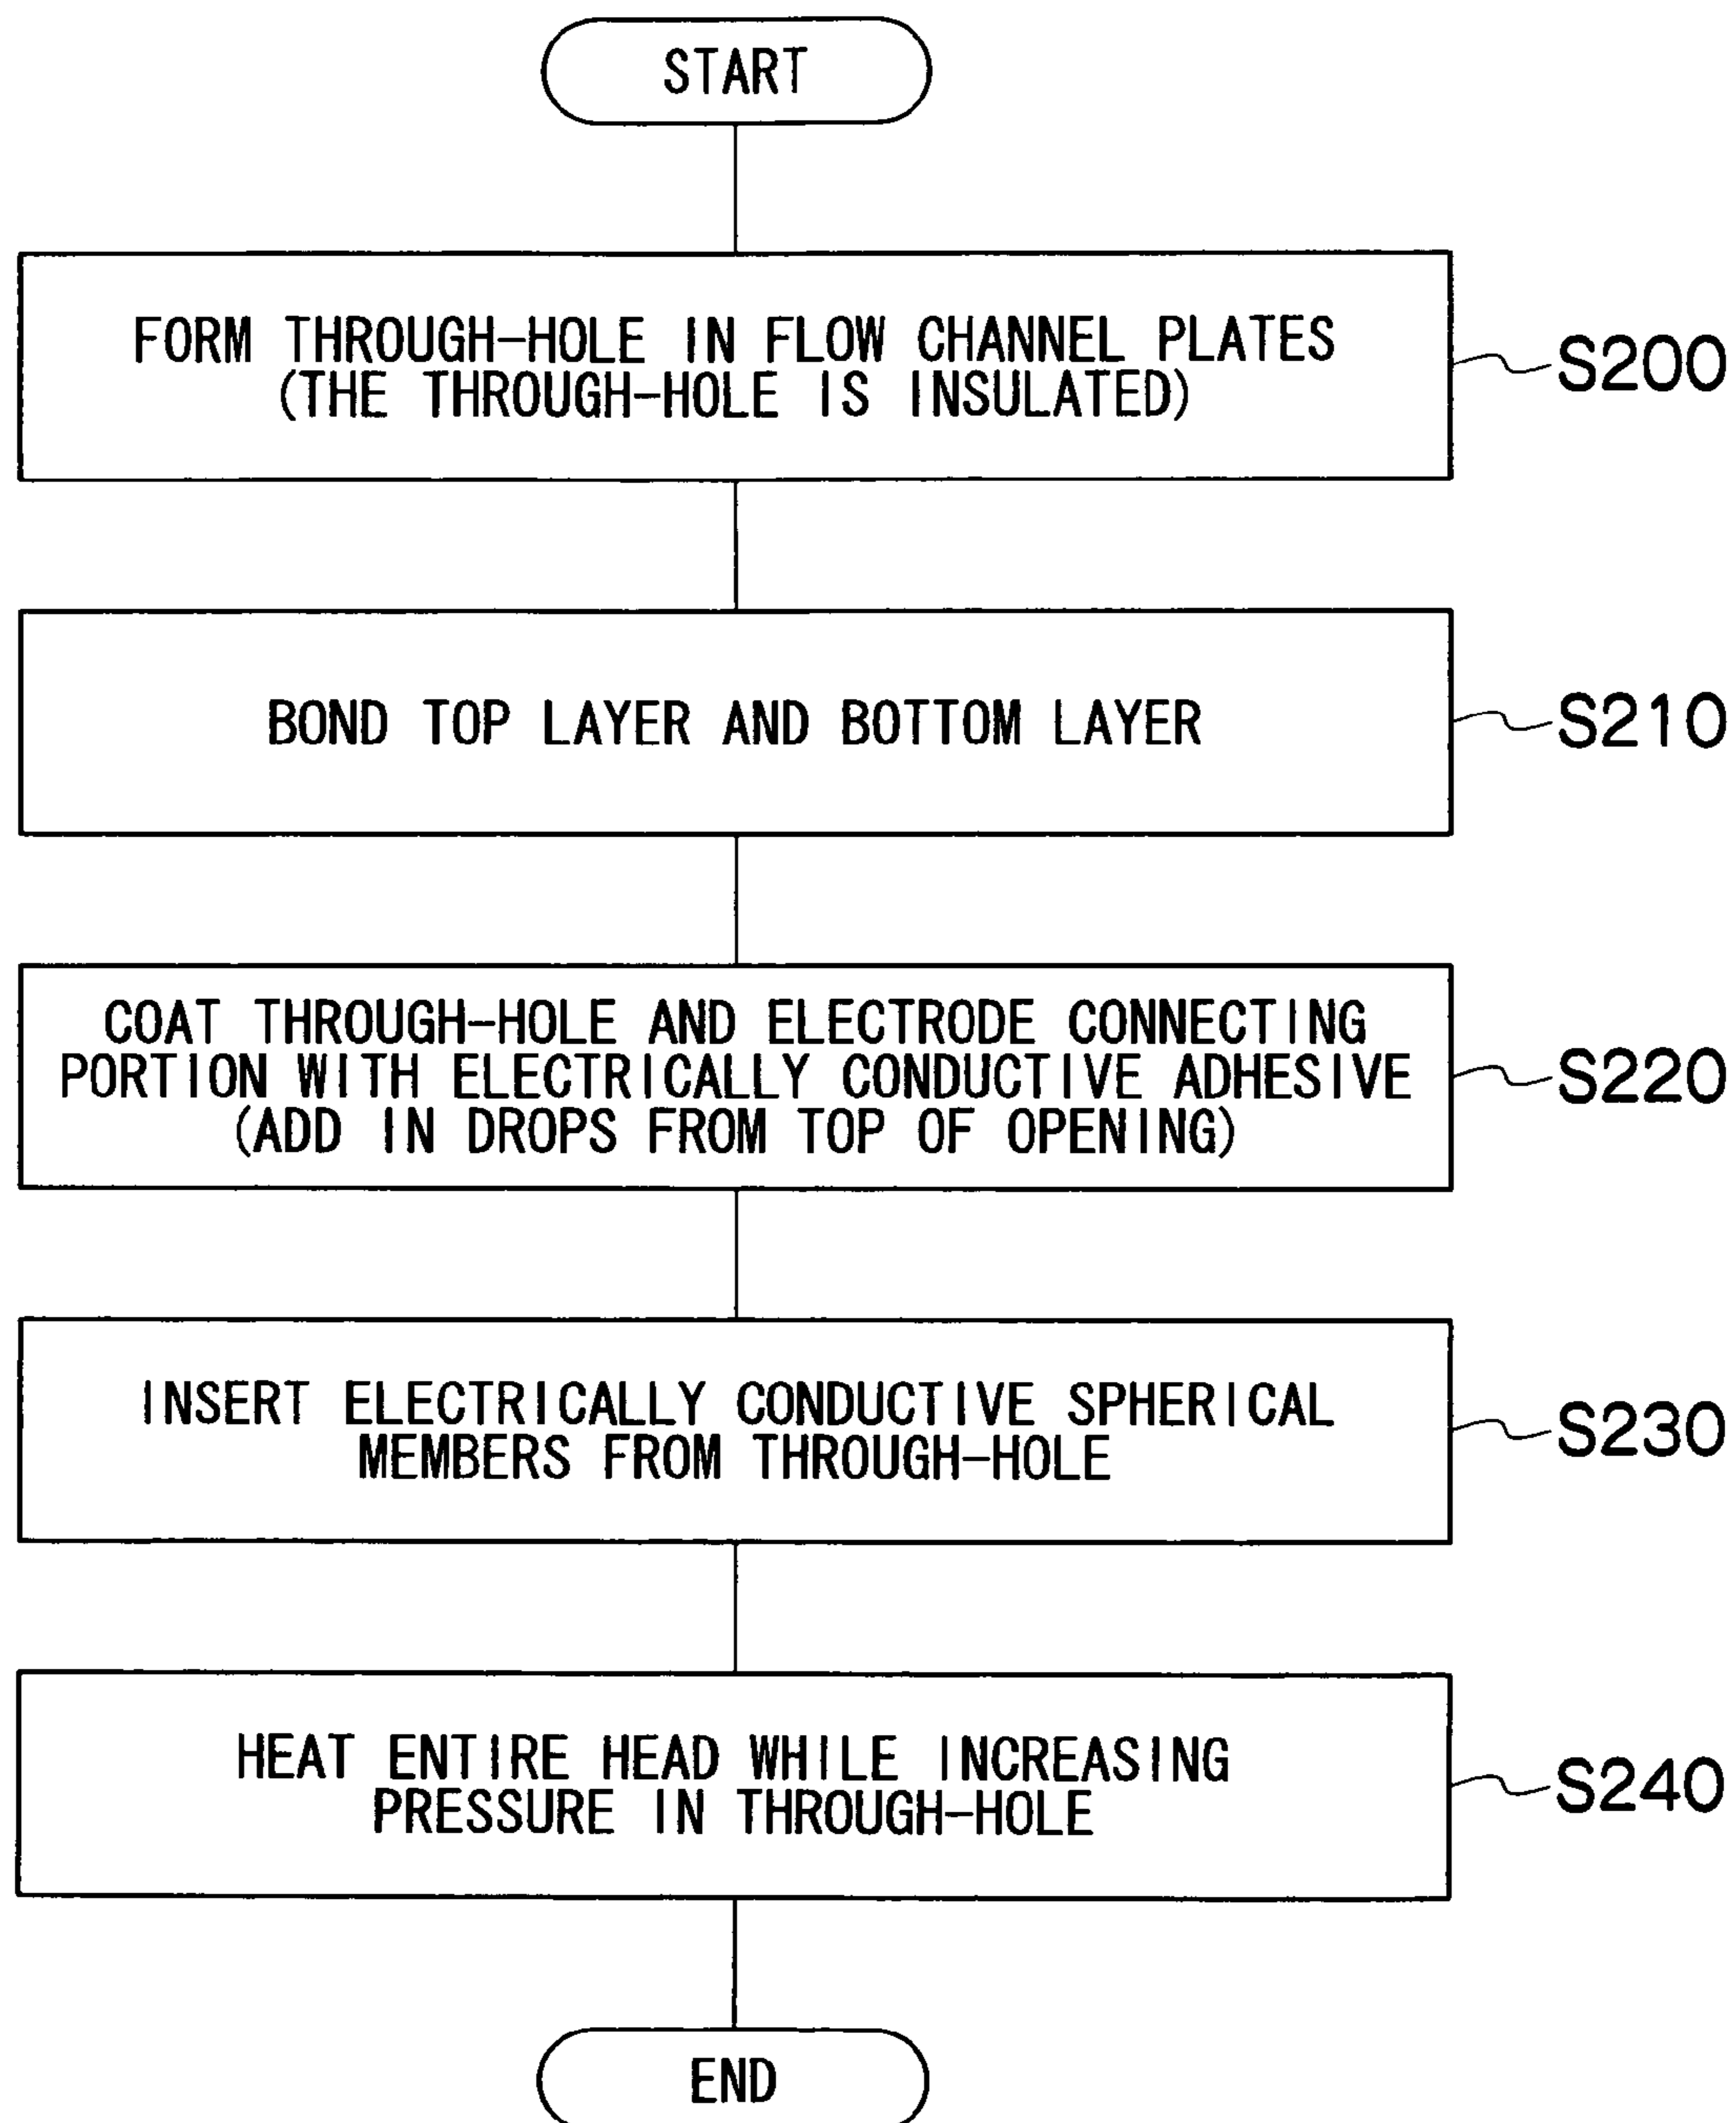 START
FORM THROUGH-HOLE IN FLOW CHANNEL PLATES
(THE THROUGH-HOLE IS INSULATED)
S200
BOND TOP LAYER AND BOTTOM LAYER
S210
COAT THROUGH-HOLE AND ELECTRODE CONNECTING
PORTION WITH ELECTRICALLY CONDUCTIVE ADHESIVE
(ADD IN DROPS FROM TOP OF OPENING)
S220
INSERT ELECTRICALLY CONDUCTIVE SPHERICAL
MEMBERS FROM THROUGH-HOLE
S230
HEAT ENTIRE HEAD WHILE INCREASING
PRESSURE IN THROUGH-HOLE
S240
END